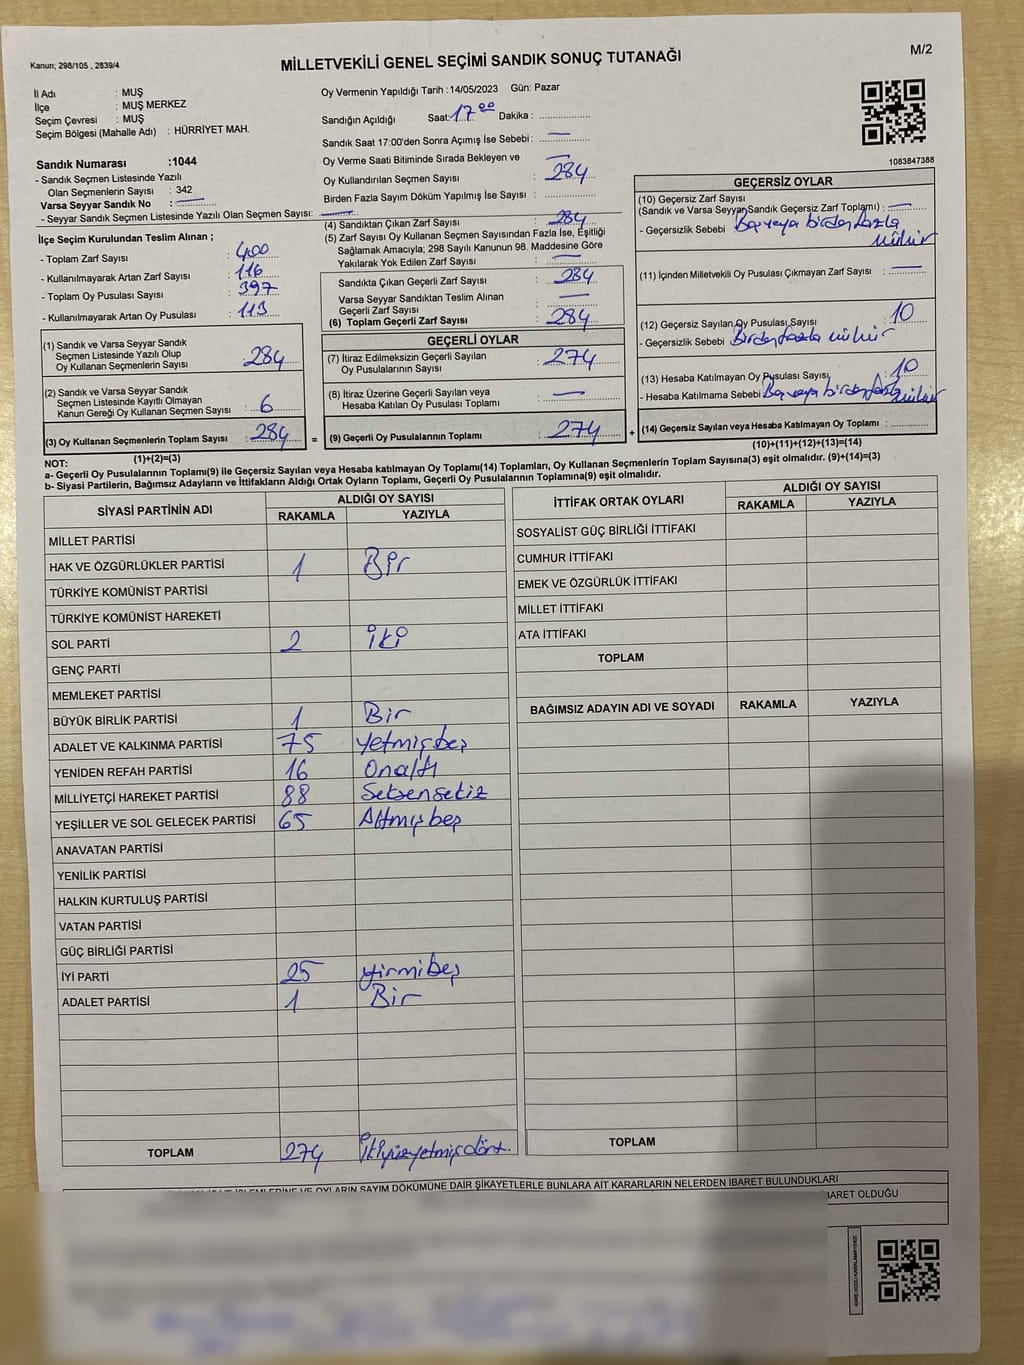 Kanun; 298/105 , 2839/4
MİLLETVEKİLİ GENEL SEÇİMİ SANDIK SONUÇ TUTANAĞI
M/2
İl Adı : MUŞ
İlçe : MUŞ MERKEZ
Seçim Çevresi : MUŞ
Seçim Bölgesi (Mahalle Adı) : HÜRRİYET MAH.
Sandık Numarası :1044
- Sandık Seçmen Listesinde Yazılı
Olan Seçmenlerin Sayısı : 342
Varsa Seyyar Sandık No :
- Seyyar Sandık Seçmen Listesinde Yazılı Olan Seçmen Sayısı:
İlçe Seçim Kurulundan Teslim Alınan ;
- Toplam Zarf Sayısı : 400
- Kullanılmayarak Artan Zarf Sayısı : 116
- Toplam Oy Pusulası Sayısı : 397
- Kullanılmayarak Artan Oy Pusulası : 113
(1) Sandık ve Varsa Seyyar Sandık
Seçmen Listesinde Yazılı Olup
Oy Kullanan Seçmenlerin Sayısı : 284
(2) Sandık ve Varsa Seyyar Sandık
Seçmen Listesinde Kayıtlı Olmayan
Kanun Gereği Oy Kullanan Seçmen Sayısı : 6
(3) Oy Kullanan Seçmenlerin Toplam Sayısı : 284
(1)+(2)=(3)
Oy Vermenin Yapıldığı Tarih :14/05/2023 Gün: Pazar
Sandığın Açıldığı Saat: 17 00 Dakika :
Sandık Saat 17:00'den Sonra Açımış İse Sebebi : —
Oy Verme Saati Bitiminde Sırada Bekleyen ve
Oy Kullandırılan Seçmen Sayısı : 284
Birden Fazla Sayım Döküm Yapılmış İse Sayısı :
(4) Sandıktan Çıkan Zarf Sayısı : 284
(5) Zarf Sayısı Oy Kullanan Seçmen Sayısından Fazla İse, Eşitliği
Sağlamak Amacıyla; 298 Sayılı Kanunun 98. Maddesine Göre
Yakılarak Yok Edilen Zarf Sayısı : —
Sandıkta Çıkan Geçerli Zarf Sayısı : 284
Varsa Seyyar Sandıktan Teslim Alınan
Geçerli Zarf Sayısı : —
(6) Toplam Geçerli Zarf Sayısı : 284
GEÇERLİ OYLAR
(7) İtiraz Edilmeksizin Geçerli Sayılan
Oy Pusulalarının Sayısı : 274
(8) İtiraz Üzerine Geçerli Sayılan veya
Hesaba Katılan Oy Pusulası Toplamı : —
= (9) Geçerli Oy Pusulalarının Toplamı : 274
1083847388
GEÇERSİZ OYLAR
(10) Geçersiz Zarf Sayısı
(Sandık ve Varsa Seyyar Sandık Geçersiz Zarf Toplamı) : —
- Geçersizlik Sebebi : Boş veya birden fazla
mühür
(11) İçinden Milletvekili Oy Pusulası Çıkmayan Zarf Sayısı : —
(12) Geçersiz Sayılan Oy Pusulası Sayısı : 10
- Geçersizlik Sebebi : Birden fazla mühür
(13) Hesaba Katılmayan Oy Pusulası Sayısı : 10
- Hesaba Katılmama Sebebi : Boş veya birden fazla mühür
+ (14) Geçersiz Sayılan veya Hesaba Katılmayan Oy Toplamı :
(10)+(11)+(12)+(13)=(14)
NOT:
a- Geçerli Oy Pusulalarının Toplamı(9) ile Geçersiz Sayılan veya Hesaba katılmayan Oy Toplamı(14) Toplamları, Oy Kullanan Seçmenlerin Toplam Sayısına(3) eşit olmalıdır. (9)+(14)=(3)
b- Siyasi Partilerin, Bağımsız Adayların ve İttifakların Aldığı Ortak Oyların Toplamı, Geçerli Oy Pusulalarının Toplamına(9) eşit olmalıdır.
SİYASİ PARTİNİN ADI ALDIĞI OY SAYISI
RAKAMLA YAZIYLA
MİLLET PARTİSİ
HAK VE ÖZGÜRLÜKLER PARTİSİ 1 Bir
TÜRKİYE KOMÜNİST PARTİSİ
TÜRKİYE KOMÜNİST HAREKETİ
SOL PARTİ 2 iki
GENÇ PARTİ
MEMLEKET PARTİSİ
BÜYÜK BİRLİK PARTİSİ 1 Bir
ADALET VE KALKINMA PARTİSİ 75 Yetmişbeş
YENİDEN REFAH PARTİSİ 16 Onaltı
MİLLİYETÇİ HAREKET PARTİSİ 88 Seksensekiz
YEŞİLLER VE SOL GELECEK PARTİSİ 65 Altmışbeş
ANAVATAN PARTİSİ
YENİLİK PARTİSİ
HALKIN KURTULUŞ PARTİSİ
VATAN PARTİSİ
GÜÇ BİRLİĞİ PARTİSİ
İYİ PARTİ 25 yirmibeş
ADALET PARTİSİ 1 Bir
TOPLAM 274 İkiyüzyetmişdört.
İTTİFAK ORTAK OYLARI ALDIĞI OY SAYISI
RAKAMLA YAZIYLA
SOSYALİST GÜÇ BİRLİĞİ İTTİFAKI
CUMHUR İTTİFAKI
EMEK VE ÖZGÜRLÜK İTTİFAKI
MİLLET İTTİFAKI
ATA İTTİFAKI
TOPLAM
BAĞIMSIZ ADAYIN ADI VE SOYADI RAKAMLA YAZIYLA
TOPLAM
İŞLEMLERİNE VE OYLARIN SAYIM DÖKÜMÜNE DAİR ŞİKAYETLERLE BUNLARA AİT KARARLARIN NELERDEN İBARET BULUNDUKLARI
İBARET OLDUĞU